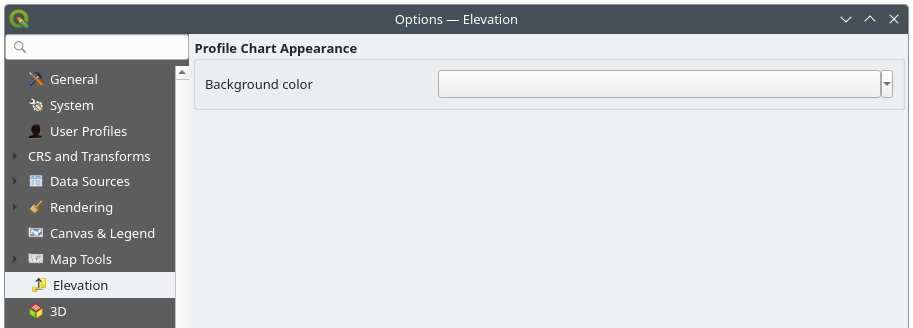 Options — Elevation
General
System
User Profiles
CRS and Transforms
Data Sources
Rendering
Canvas & Legend
Map Tools
Elevation
3D
Profile Chart Appearance
Background color